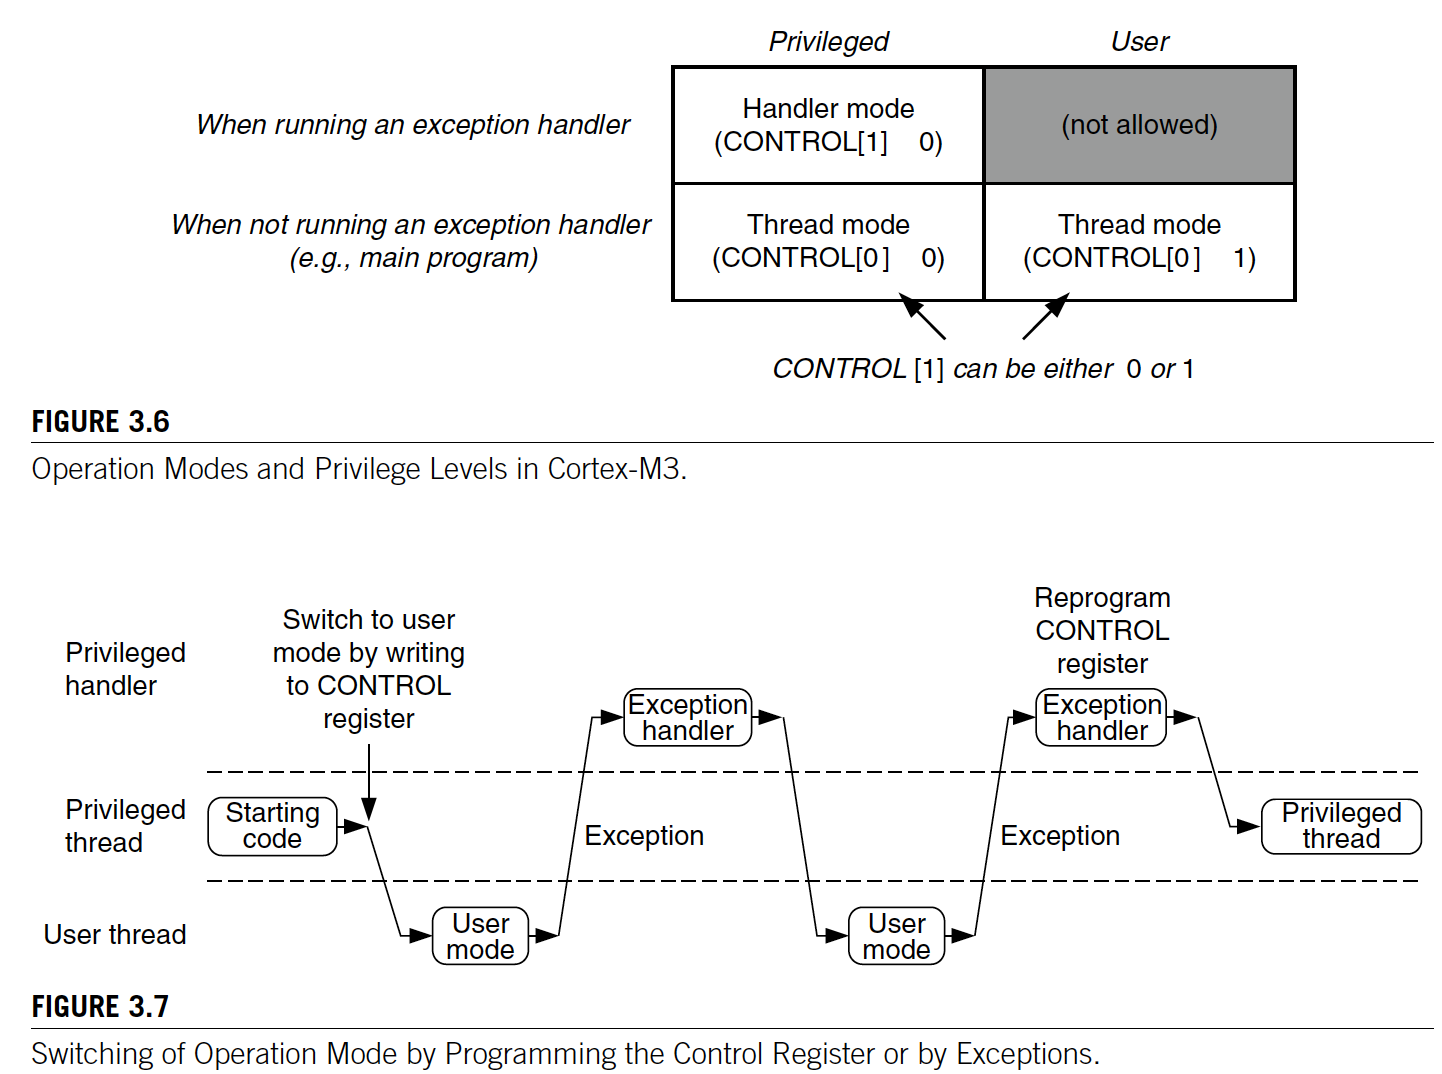 Privileged
User
When running an exception handler
Handler mode
(CONTROL[1] 0)
(not allowed)
When not running an exception handler
(e.g., main program)
Thread mode
(CONTROL[0] 0)
Thread mode
(CONTROL[0] 1)
CONTROL [1] can be either 0 or 1
FIGURE 3.6
Operation Modes and Privilege Levels in Cortex-M3.
Privileged
handler
Switch to user
mode by writing
to CONTROL
register
Exception
handler
Reprogram
CONTROL
register
Exception
handler
Privileged
thread
Starting
code
Exception
Exception
Privileged
thread
User thread
User
mode
User
mode
FIGURE 3.7
Switching of Operation Mode by Programming the Control Register or by Exceptions.